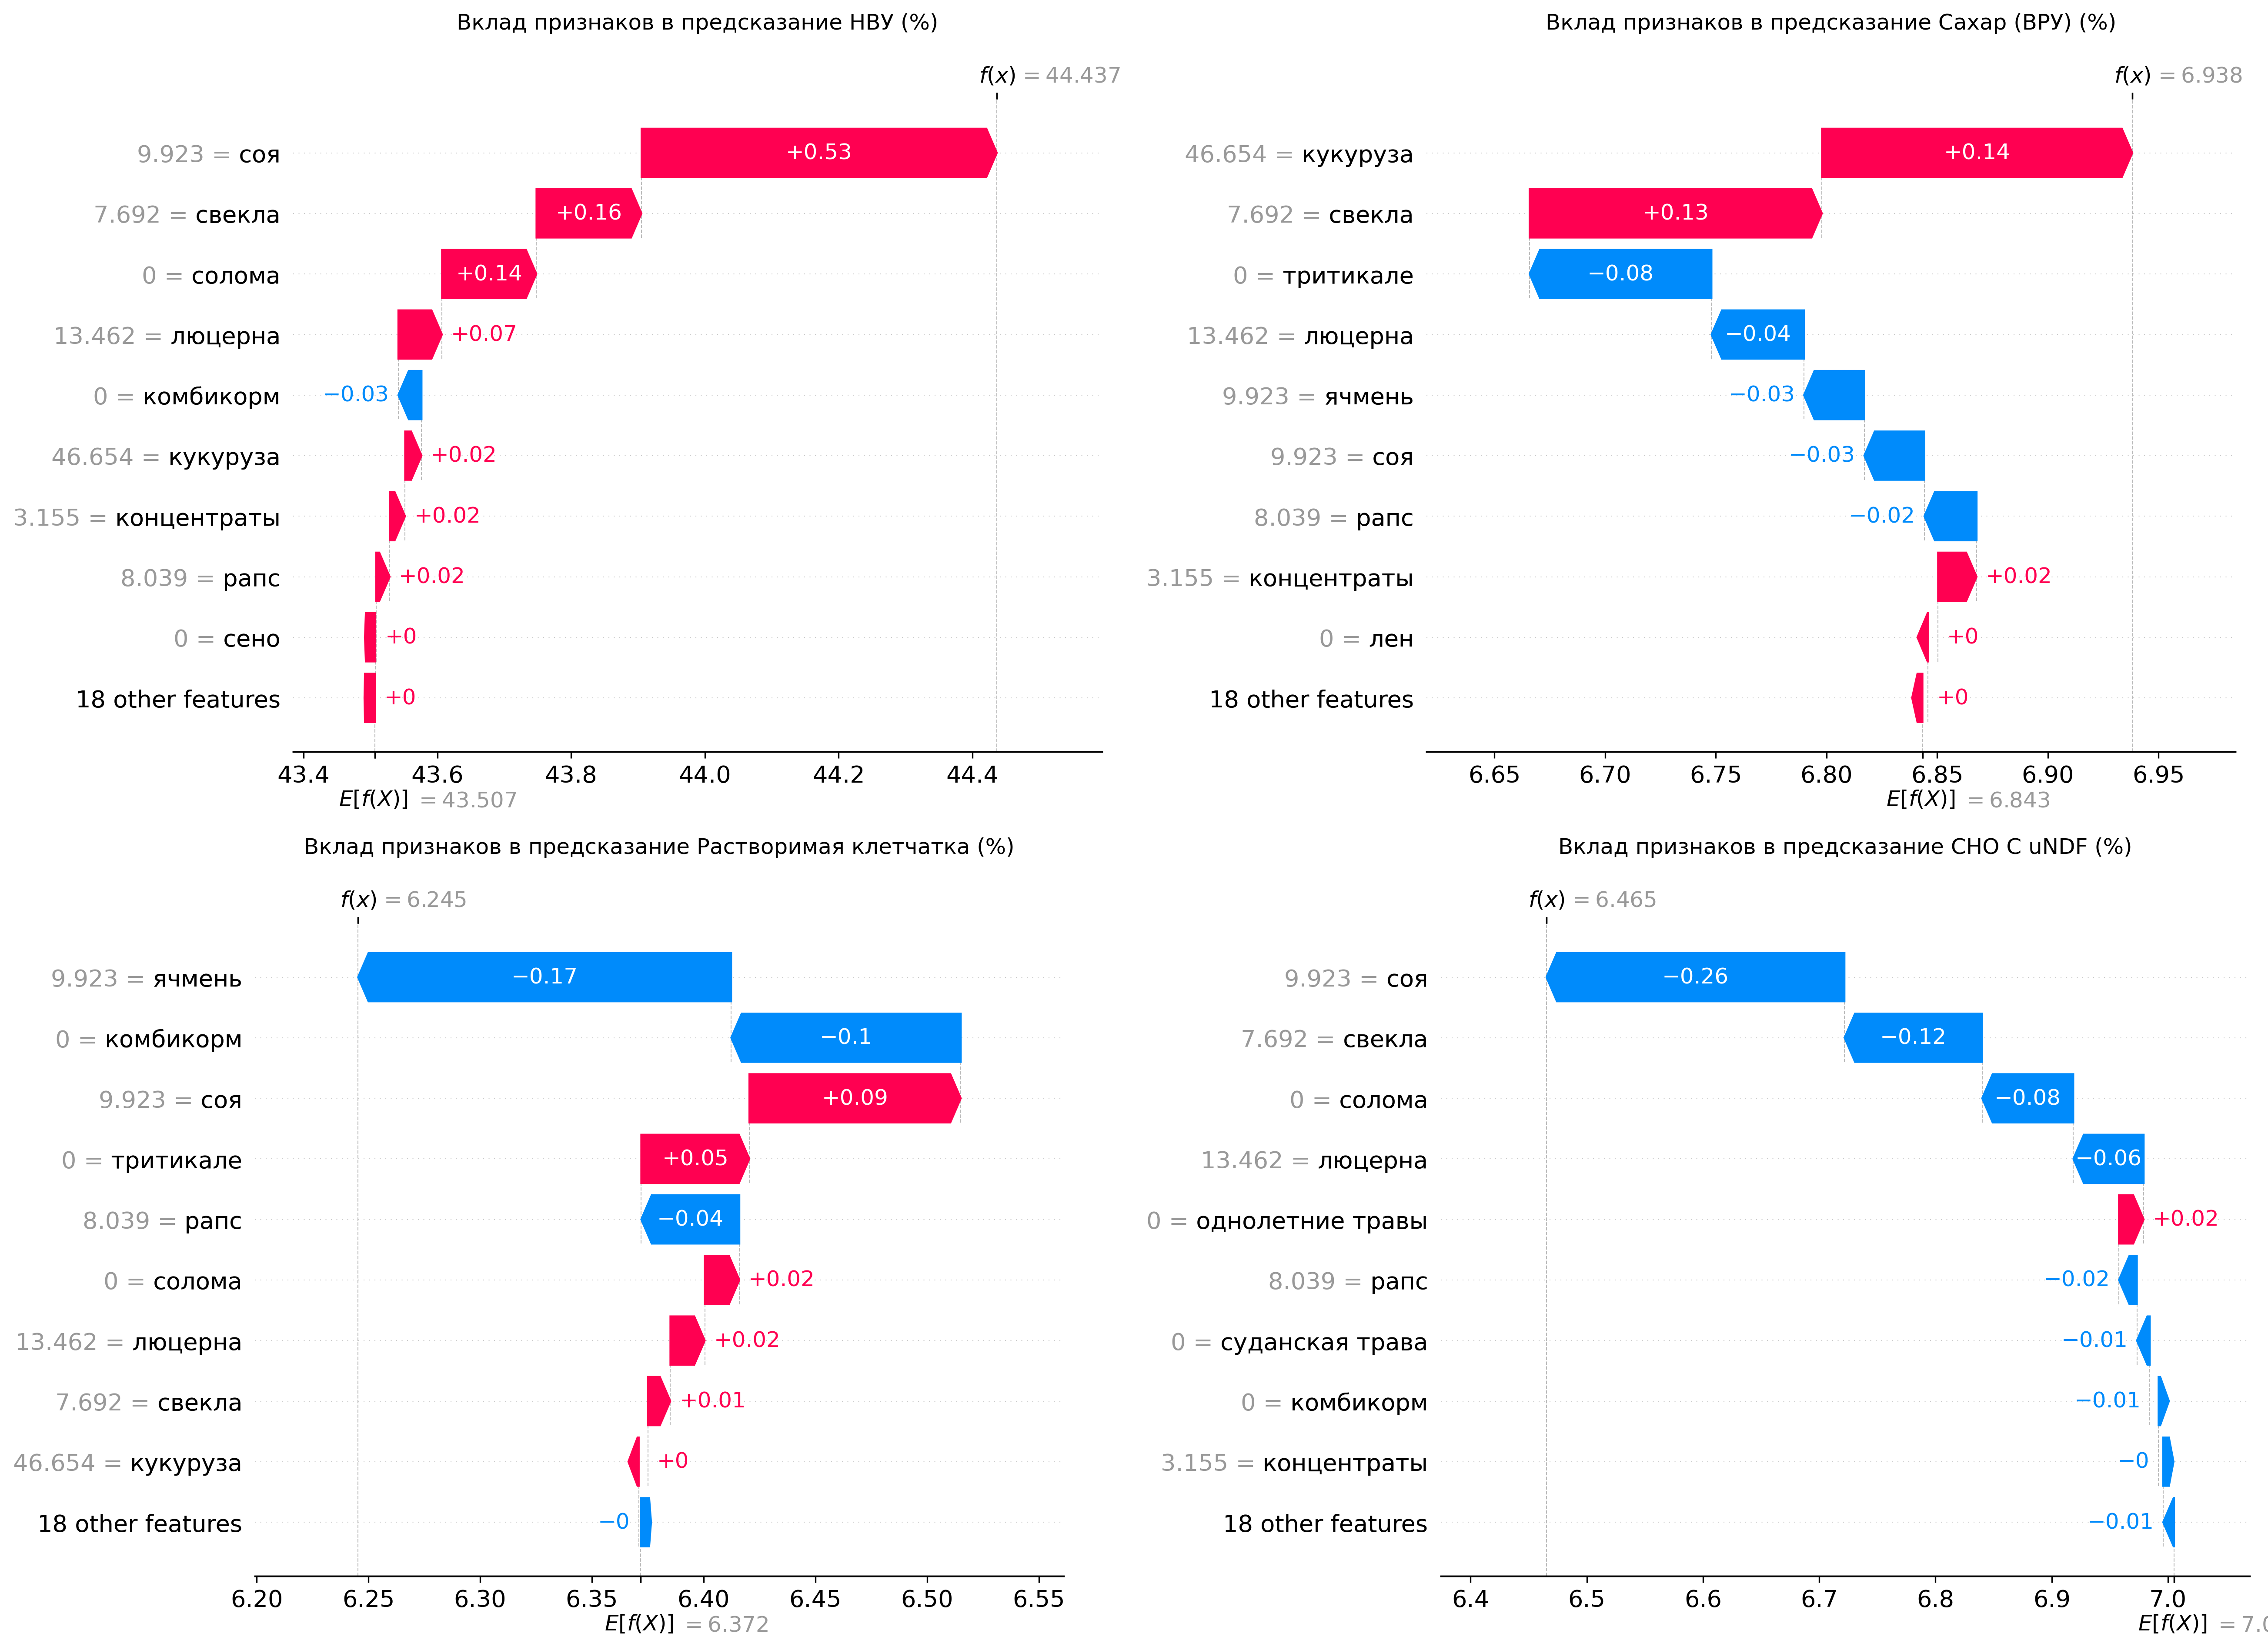 Вклад признаков в предсказание НВУ (%)
f(x) = 44.437
9.923 = соя
+0.53
7.692 = свекла
+0.16
0 = солома
+0.14
13.462 = люцерна
+0.07
0 = комбикорм
−0.03
46.654 = кукуруза
+0.02
3.155 = концентраты
+0.02
8.039 = рапс
+0.02
0 = сено
+0
18 other features
+0
43.4 43.6 43.8 44.0 44.2 44.4
E[f(X)] = 43.507
Вклад признаков в предсказание Сахар (ВРУ) (%)
f(x) = 6.938
46.654 = кукуруза
+0.14
7.692 = свекла
+0.13
0 = тритикале
−0.08
13.462 = люцерна
−0.04
9.923 = ячмень
−0.03
9.923 = соя
−0.03
8.039 = рапс
−0.02
3.155 = концентраты
+0.02
0 = лен
+0
18 other features
+0
6.65 6.70 6.75 6.80 6.85 6.90 6.95
E[f(X)] = 6.843
Вклад признаков в предсказание Растворимая клетчатка (%)
f(x) = 6.245
9.923 = ячмень
−0.17
0 = комбикорм
−0.1
9.923 = соя
+0.09
0 = тритикале
+0.05
8.039 = рапс
−0.04
0 = солома
+0.02
13.462 = люцерна
+0.02
7.692 = свекла
+0.01
46.654 = кукуруза
+0
18 other features
−0
6.20 6.25 6.30 6.35 6.40 6.45 6.50 6.55
E[f(X)] = 6.372
Вклад признаков в предсказание CHO C uNDF (%)
f(x) = 6.465
9.923 = соя
−0.26
7.692 = свекла
−0.12
0 = солома
−0.08
13.462 = люцерна
−0.06
0 = однолетние травы
+0.02
8.039 = рапс
−0.02
0 = суданская трава
−0.01
0 = комбикорм
−0.01
3.155 = концентраты
−0
18 other features
−0.01
6.4 6.5 6.6 6.7 6.8 6.9 7.0
E[f(X)] = 7.0